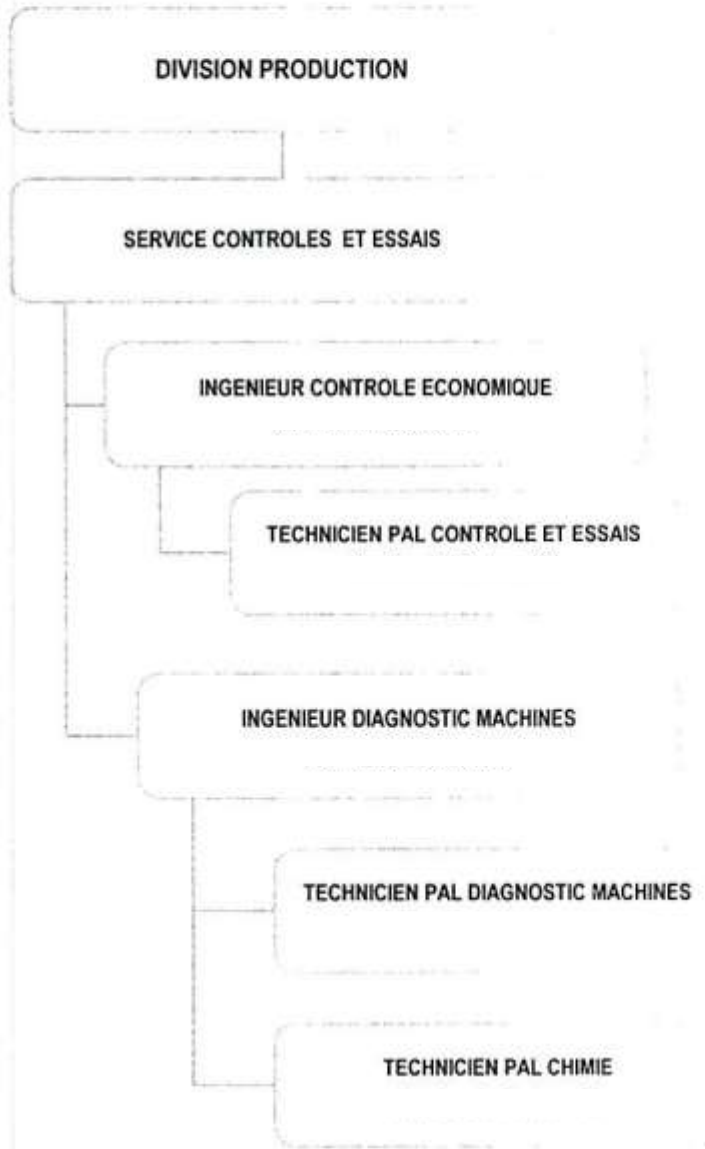 DIVISION PRODUCTION
SERVICE CONTROLES ET ESSAIS
INGENIEUR CONTROLE ECONOMIQUE
TECHNICIEN PAL CONTROLE ET ESSAIS
INGENIEUR DIAGNOSTIC MACHINES
TECHNICIEN PAL DIAGNOSTIC MACHINES
TECHNICIEN PAL CHIMIE